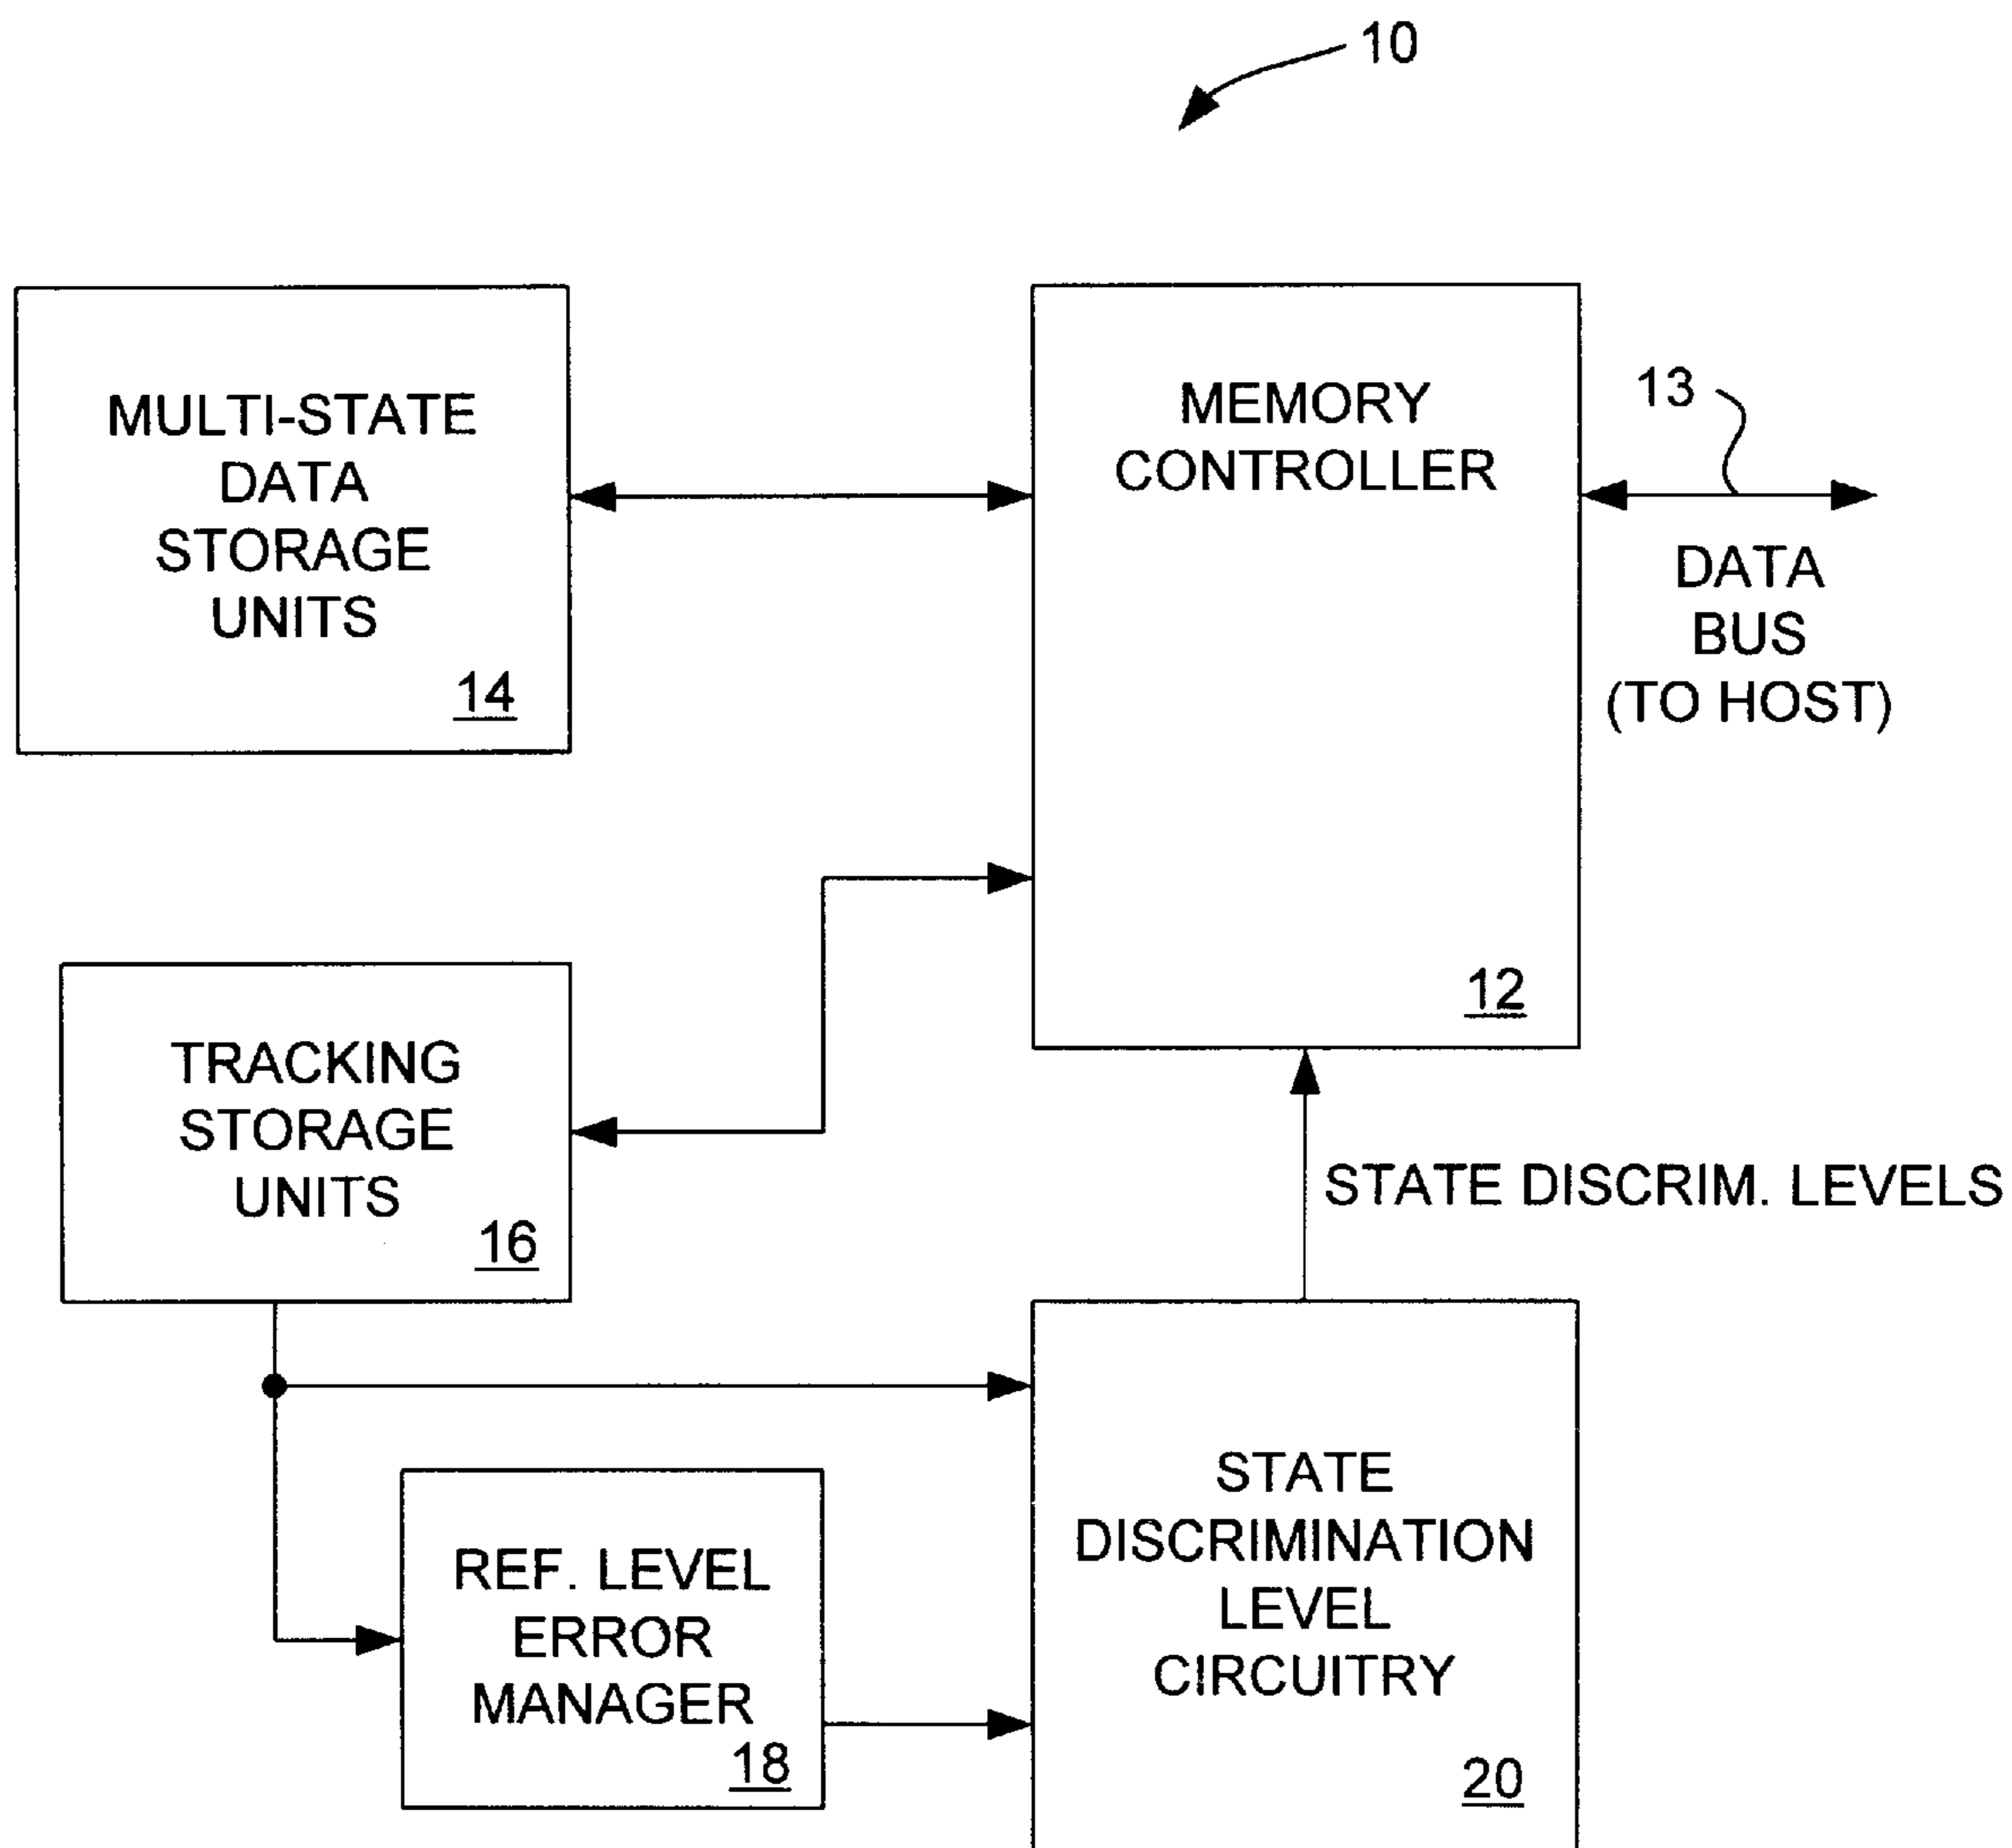 10
MULTI-STATE
DATA
STORAGE
UNITS
14
MEMORY
CONTROLLER
12
13
DATA
BUS
(TO HOST)
TRACKING
STORAGE
UNITS
16
STATE DISCRIM. LEVELS
REF. LEVEL
ERROR
MANAGER
18
STATE
DISCRIMINATION
LEVEL
CIRCUITRY
20